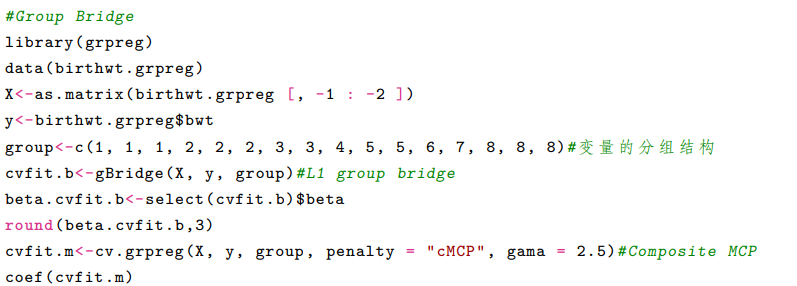 #Group Bridge
library(grpreg)
data(birthwt.grpreg)
X<-as.matrix(birthwt.grpreg [, -1 : -2 ])
y<-birthwt.grpreg$bwt
group<-c(1, 1, 1, 2, 2, 2, 3, 3, 4, 5, 5, 6, 7, 8, 8, 8)#变量的分组结构
cvfit.b<-gBridge(X, y, group)#L1 group bridge
beta.cvfit.b<-select(cvfit.b)$beta
round(beta.cvfit.b,3)
cvfit.m<-cv.grpreg(X, y, group, penalty = "cMCP", gama = 2.5)#Composite MCP
coef(cvfit.m)